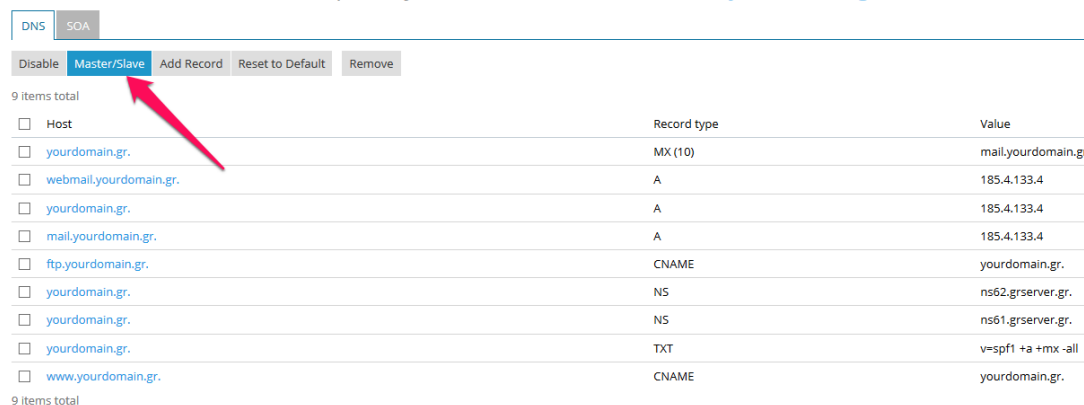 DNS SOA
Disable Master/Slave Add Record Reset to Default Remove
9 items total
Host Record type Value
yourdomain.gr. MX (10) mail.yourdomain.gr
webmail.yourdomain.gr. A 185.4.133.4
yourdomain.gr. A 185.4.133.4
mail.yourdomain.gr. A 185.4.133.4
ftp.yourdomain.gr. CNAME yourdomain.gr.
yourdomain.gr. NS ns62.grserver.gr.
yourdomain.gr. NS ns61.grserver.gr.
yourdomain.gr. TXT v=spf1 +a +mx -all
www.yourdomain.gr. CNAME yourdomain.gr.
9 items total